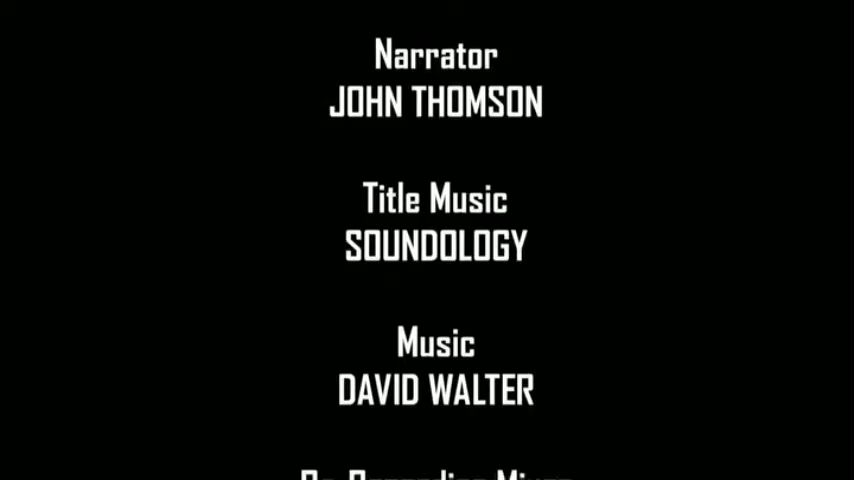 Narrator
JOHN THOMSON
Title Music
SOUNDOLOGY
Music
DAVID WALTER